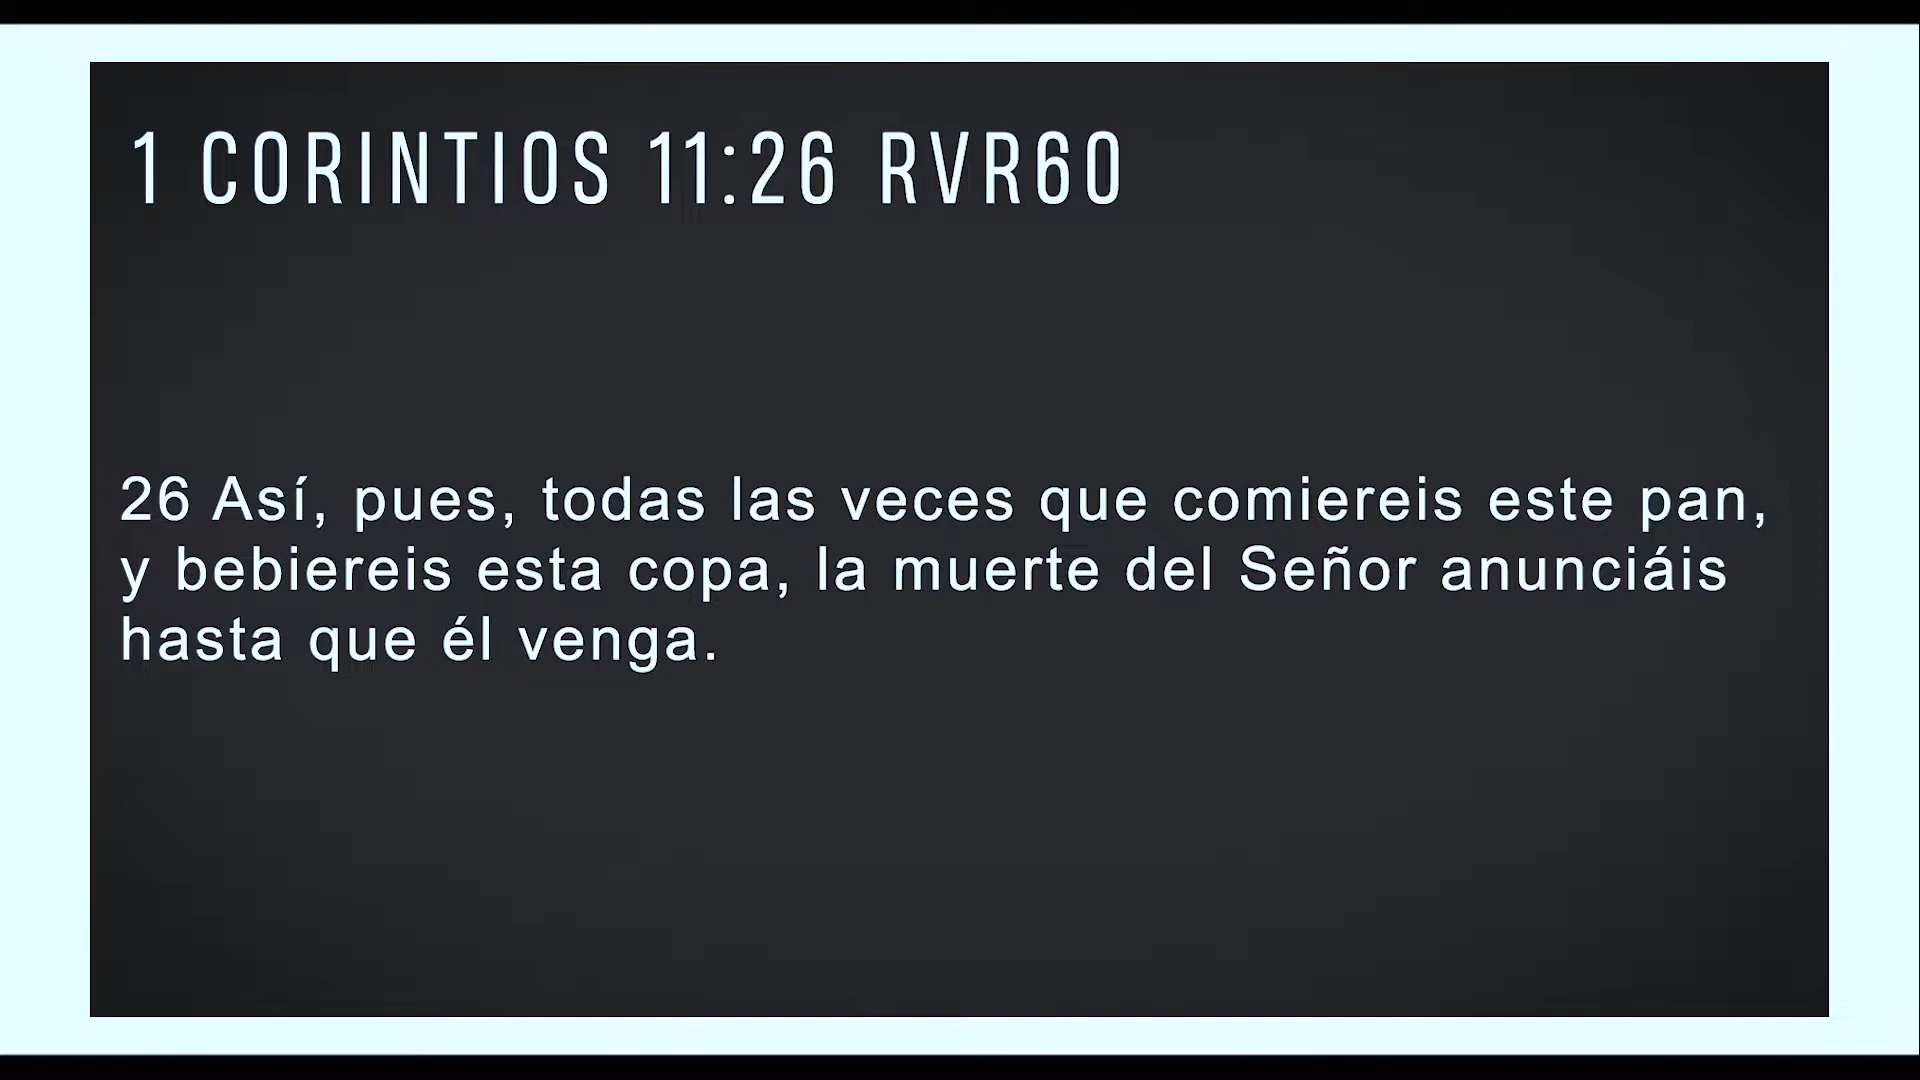 1 CORINTIOS 11:26 RVR60
26 Así, pues, todas las veces que comiereis este pan,
y bebiereis esta copa, la muerte del Señor anunciáis
hasta que él venga.